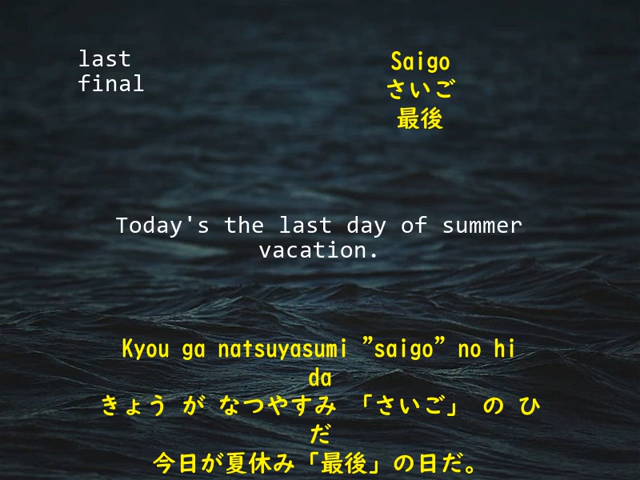 last
final
Saigo
さいご
最後
Today's the last day of summer
vacation.
Kyou ga natsuyasumi ”saigo” no hi
da
きょう が なつやすみ 「さいご」 の ひ
だ
今日が夏休み「最後」の日だ。